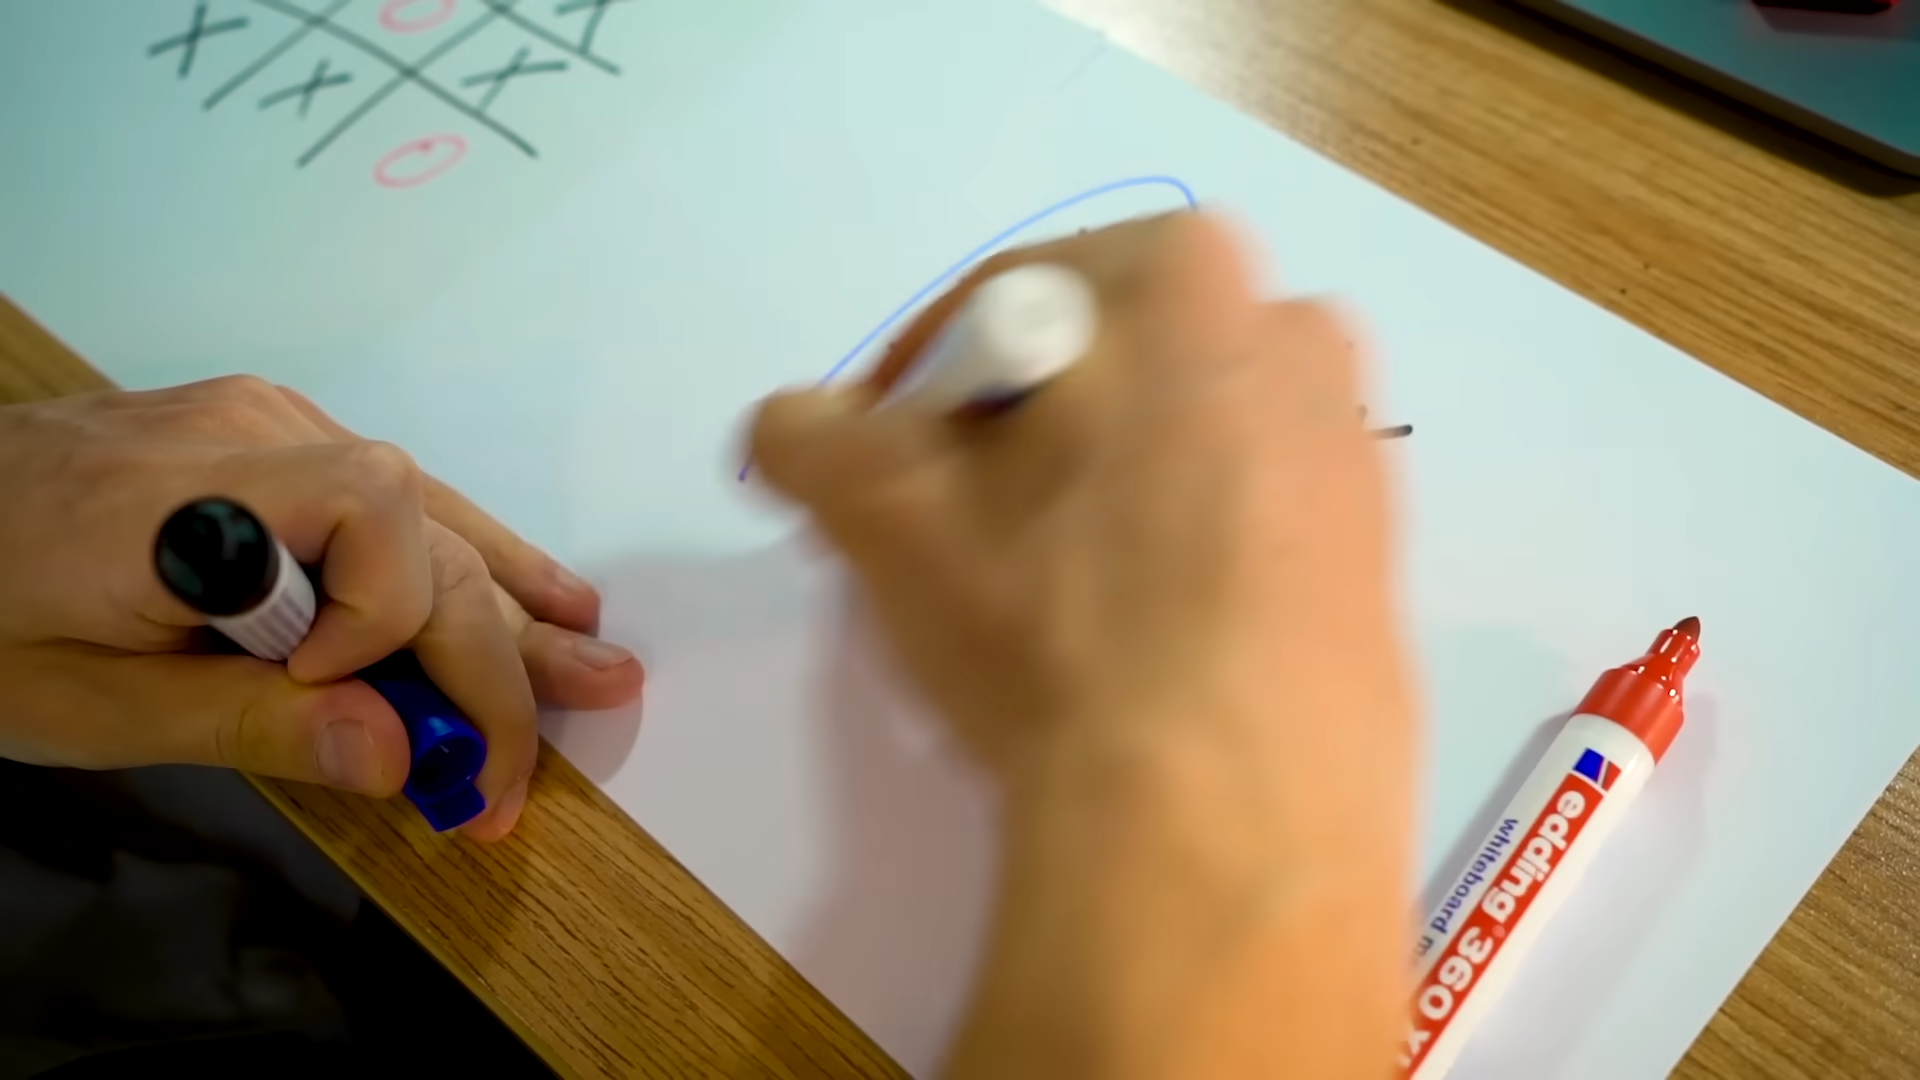 X O X
X X
O
whiteboard m
edding 360